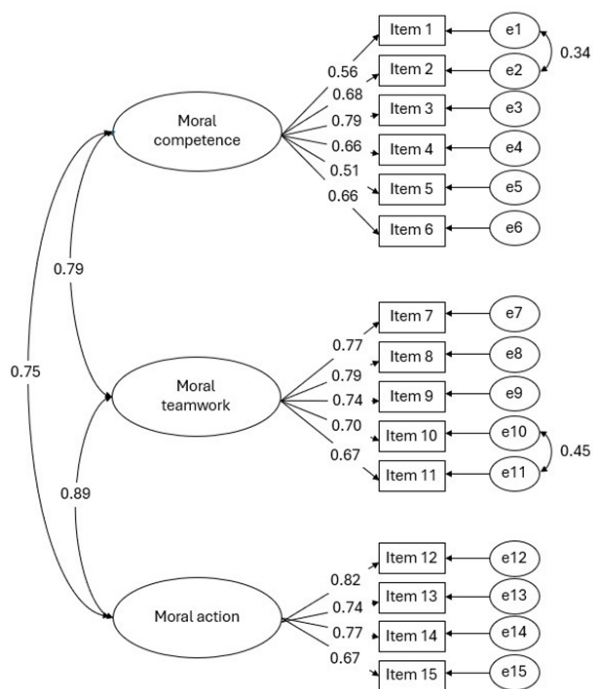 Item 1
e1
0.34
0.56
Item 2
e2
0.68
Moral
competence
Item 3
e3
0.79
0.66
Item 4
e4
0.51
Item 5
e5
0.66
Item 6
e6
0.79
Item 7
e7
0.77
Item 8
e8
0.79
0.75
Moral
teamwork
Item 9
e9
0.74
0.70
Item 10
e10
0.45
0.67
Item 11
e11
0.89
Item 12
e12
0.82
Item 13
e13
0.74
Moral action
0.77
Item 14
e14
0.67
Item 15
e15